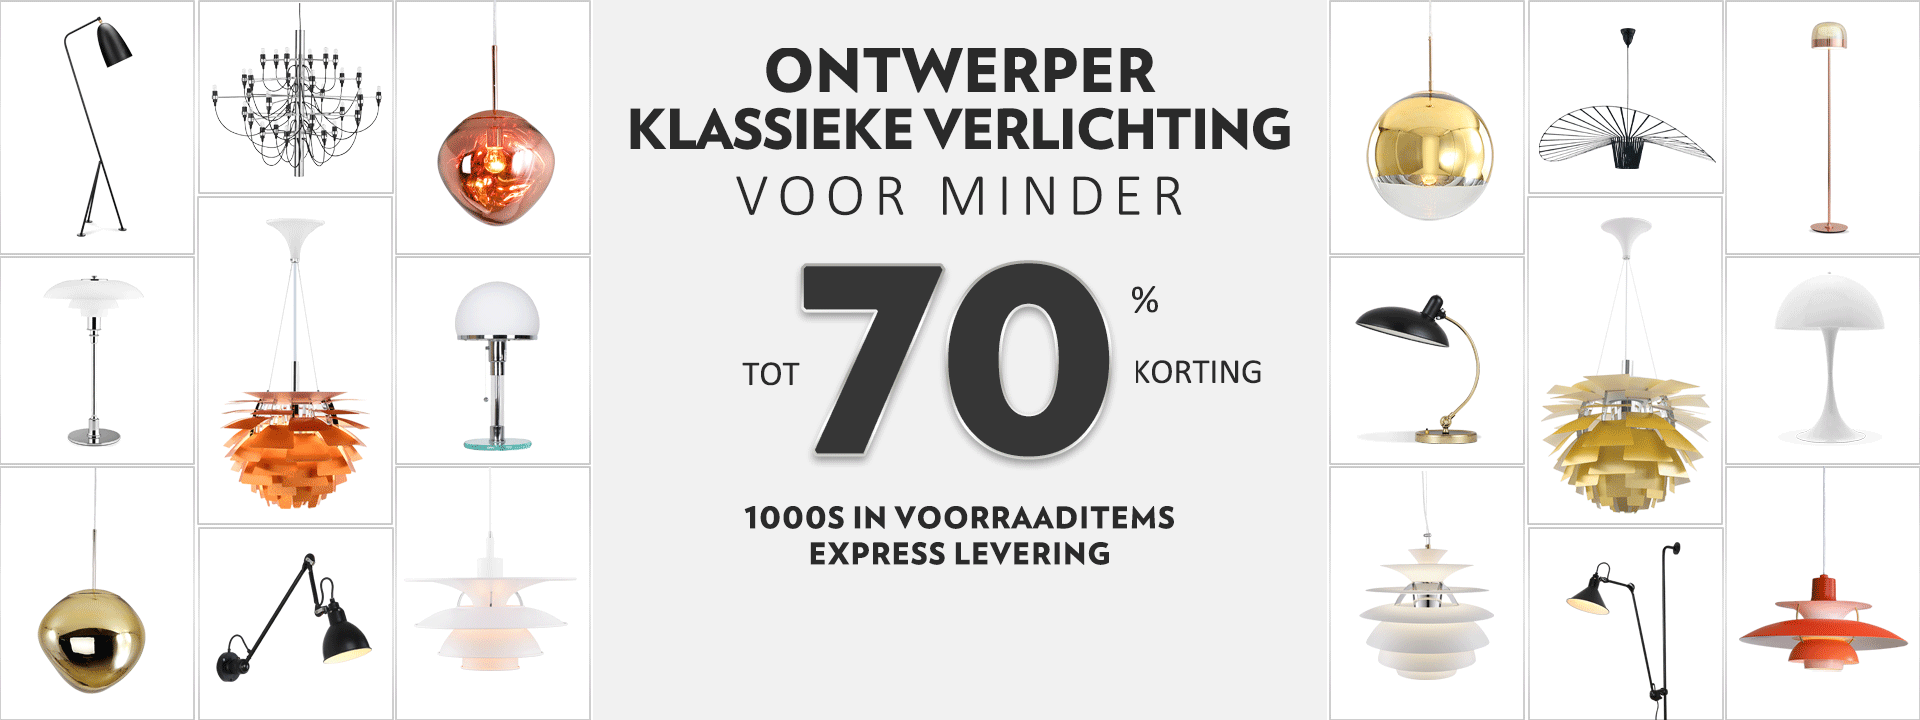 ONTWERPER
KLASSIEKE VERLICHTING
VOOR MINDER
TOT 70 % KORTING
1000S IN VOORRAADITEMS
EXPRESS LEVERING